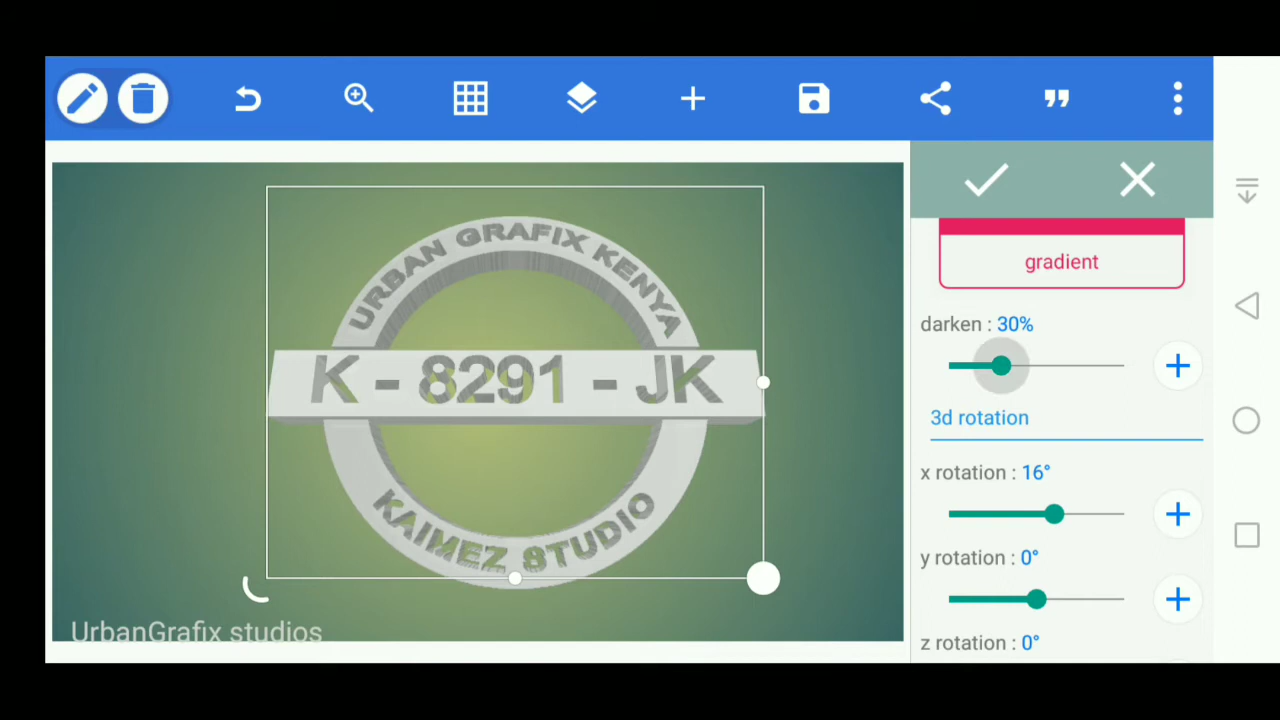 gradient
darken : 30%
3d rotation
x rotation : 16°
y rotation : 0°
z rotation : 0°
URBAN GRAFIX KENYA
K - 8291 - JK
KAIMEZ STUDIO
UrbanGrafix studios